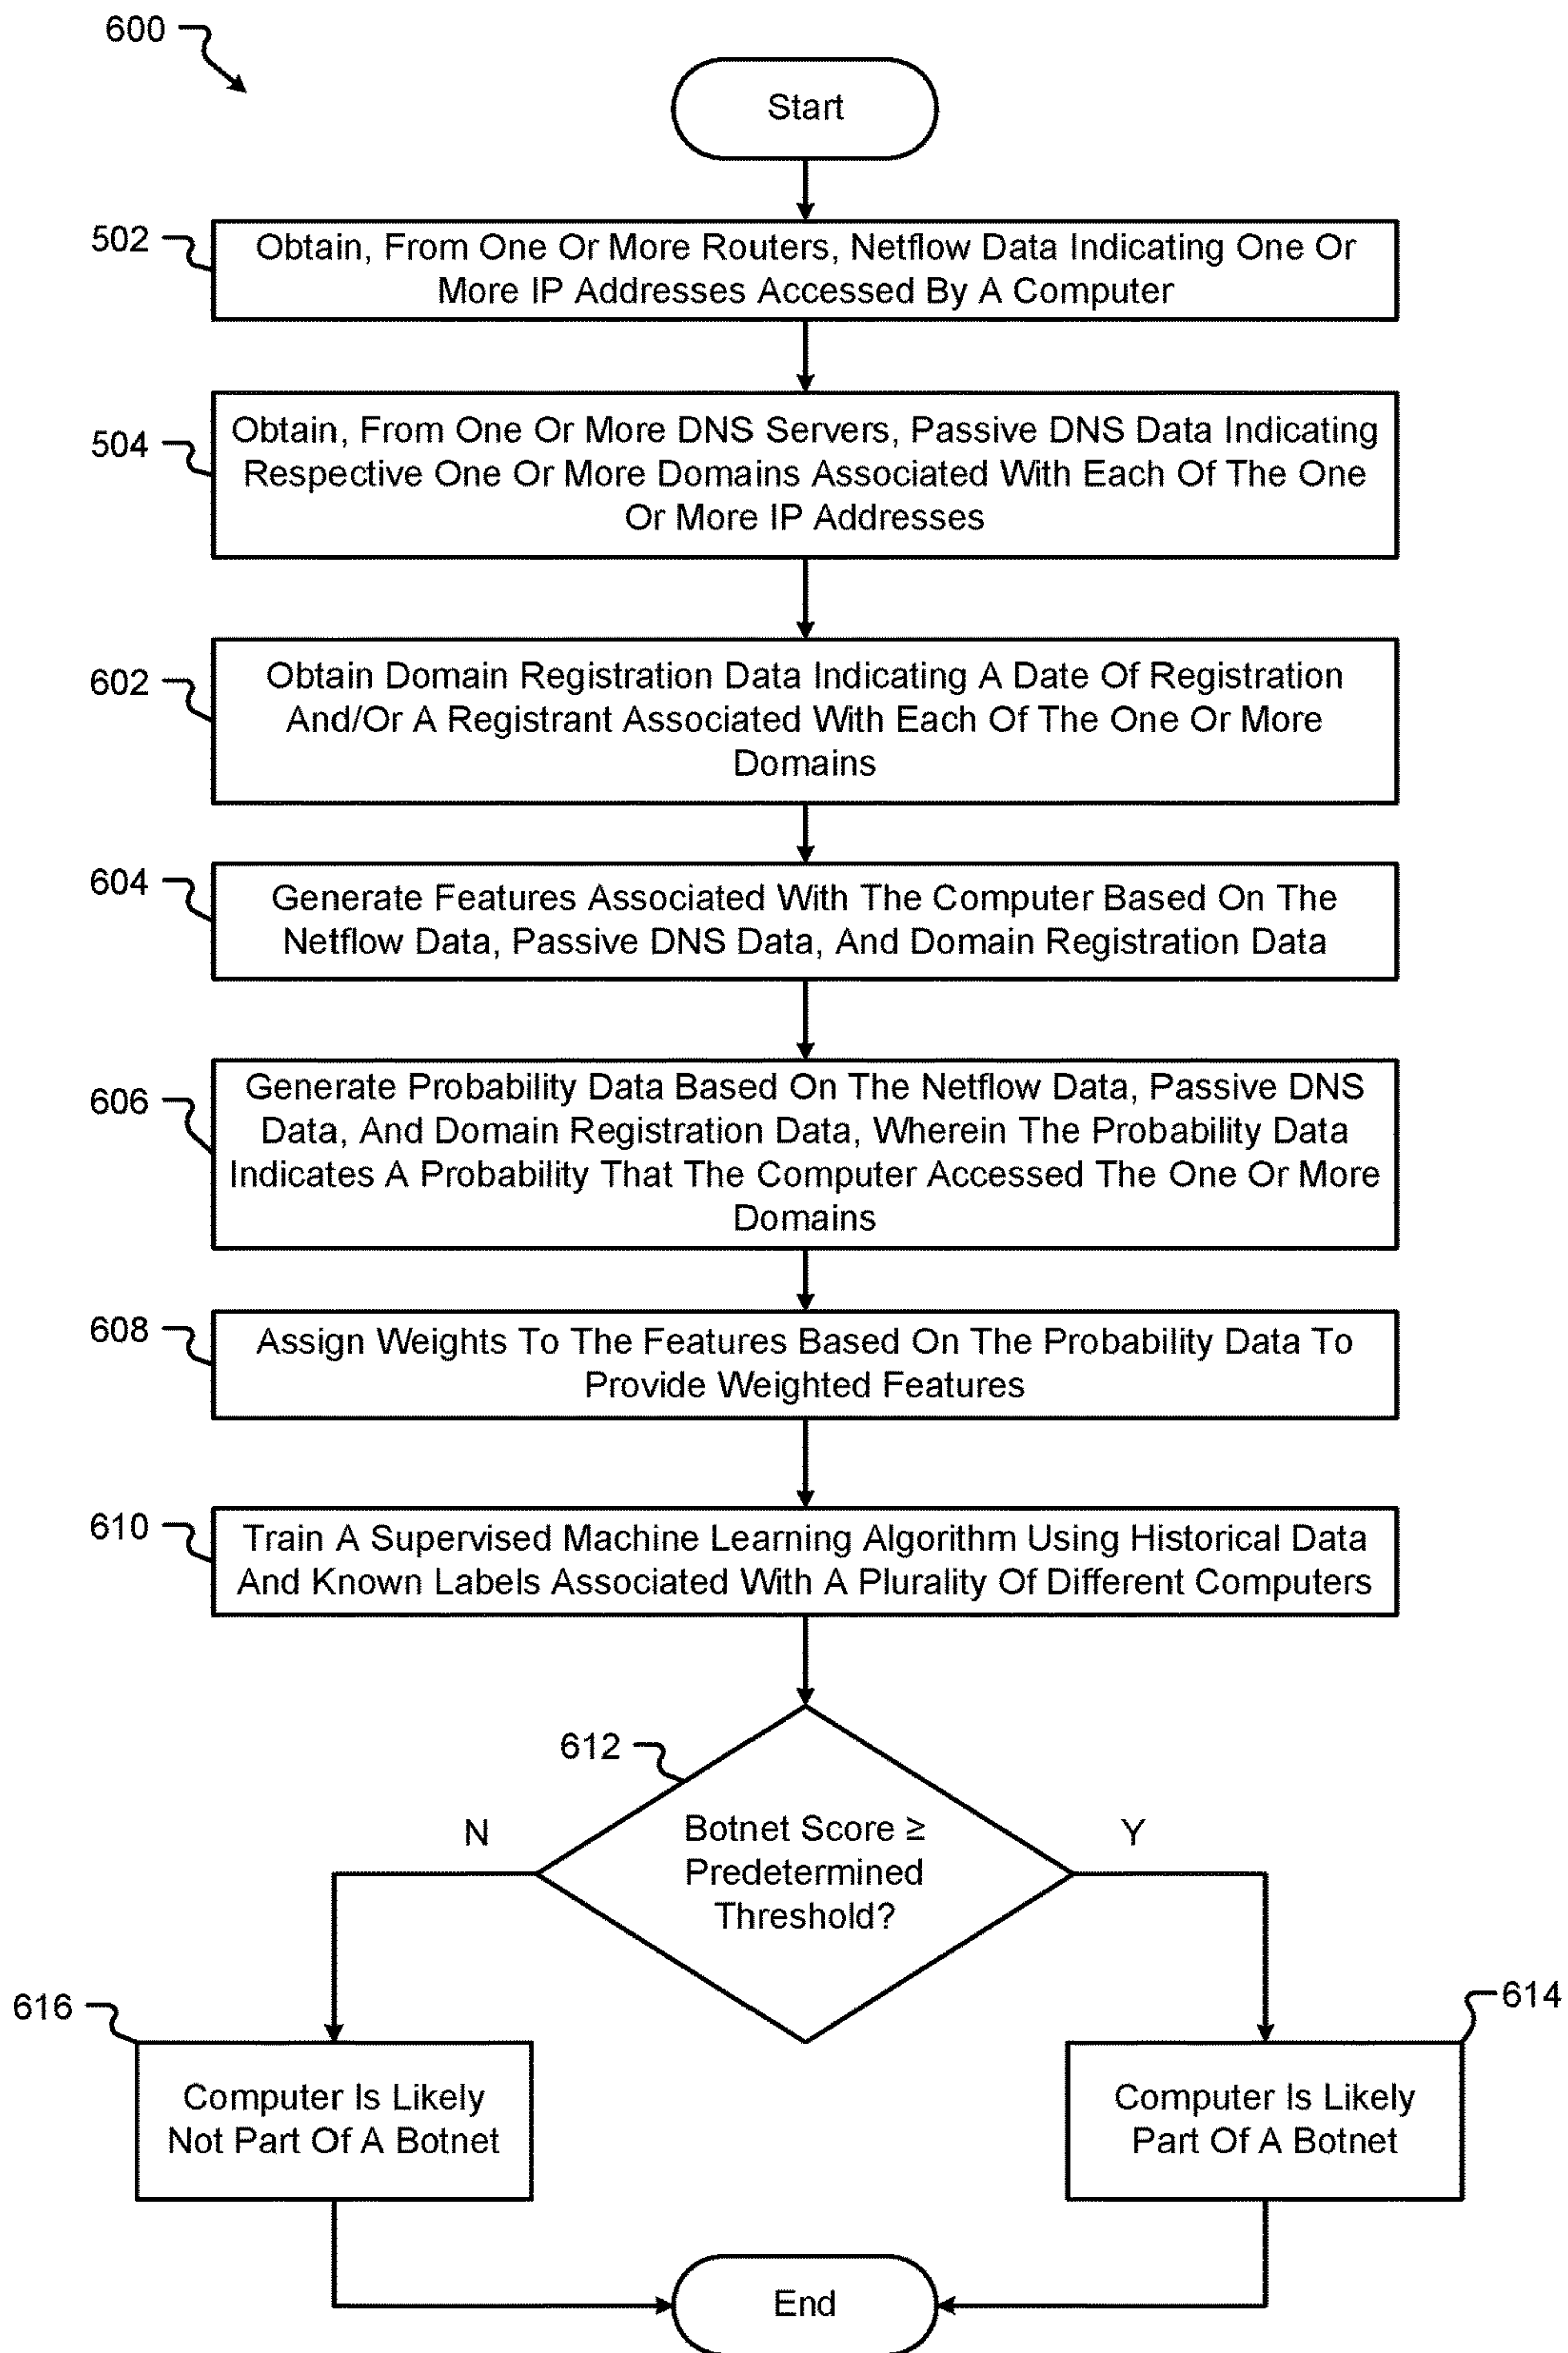 600
Start
502
Obtain, From One Or More Routers, Netflow Data Indicating One Or
More IP Addresses Accessed By A Computer
504
Obtain, From One Or More DNS Servers, Passive DNS Data Indicating
Respective One Or More Domains Associated With Each Of The One
Or More IP Addresses
602
Obtain Domain Registration Data Indicating A Date Of Registration
And/Or A Registrant Associated With Each Of The One Or More
Domains
604
Generate Features Associated With The Computer Based On The
Netflow Data, Passive DNS Data, And Domain Registration Data
606
Generate Probability Data Based On The Netflow Data, Passive DNS
Data, And Domain Registration Data, Wherein The Probability Data
Indicates A Probability That The Computer Accessed The One Or More
Domains
608
Assign Weights To The Features Based On The Probability Data To
Provide Weighted Features
610
Train A Supervised Machine Learning Algorithm Using Historical Data
And Known Labels Associated With A Plurality Of Different Computers
612
N
Botnet Score ≥
Predetermined
Threshold?
Y
616
Computer Is Likely
Not Part Of A Botnet
614
Computer Is Likely
Part Of A Botnet
End